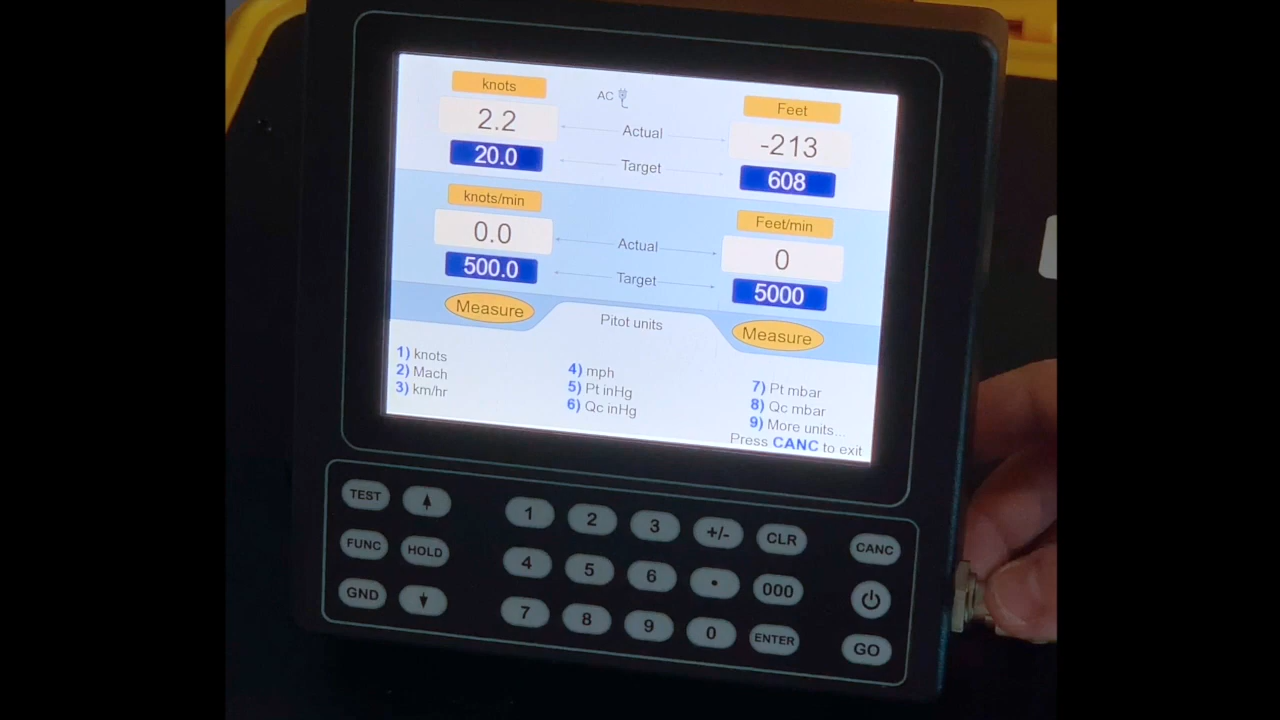 knots
AC
Feet
2.2
Actual
-213
20.0
Target
608
knots/min
Feet/min
0.0
Actual
0
500.0
Target
5000
Measure
Pitot units
Measure
1) knots
2) Mach
3) km/hr
4) mph
5) Pt inHg
6) Qc inHg
7) Pt mbar
8) Qc mbar
9) More units...
Press CANC to exit
TEST
1 2 3 +/- CLR
CANC
FUNC HOLD
4 5 6 • 000
GND
7 8 9 0 ENTER
GO